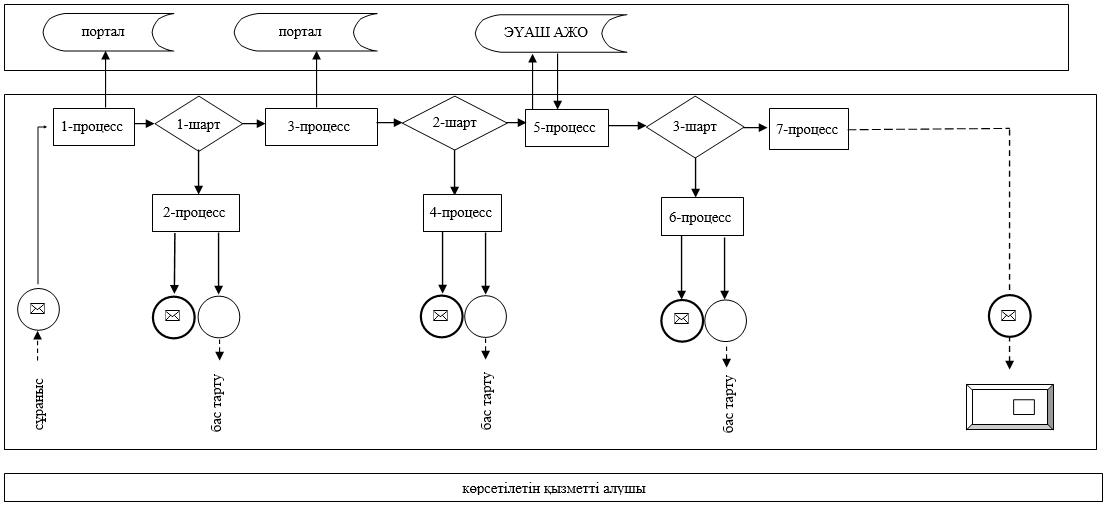 портал
портал
ЭҮАШ АЖО
1-процесс
1-шарт
3-процесс
2-шарт
5-процесс
3-шарт
7-процесс
2-процесс
4-процесс
6-процесс
сұраныс
бас тарту
бас тарту
бас тарту
көрсетілетін қызметті алушы